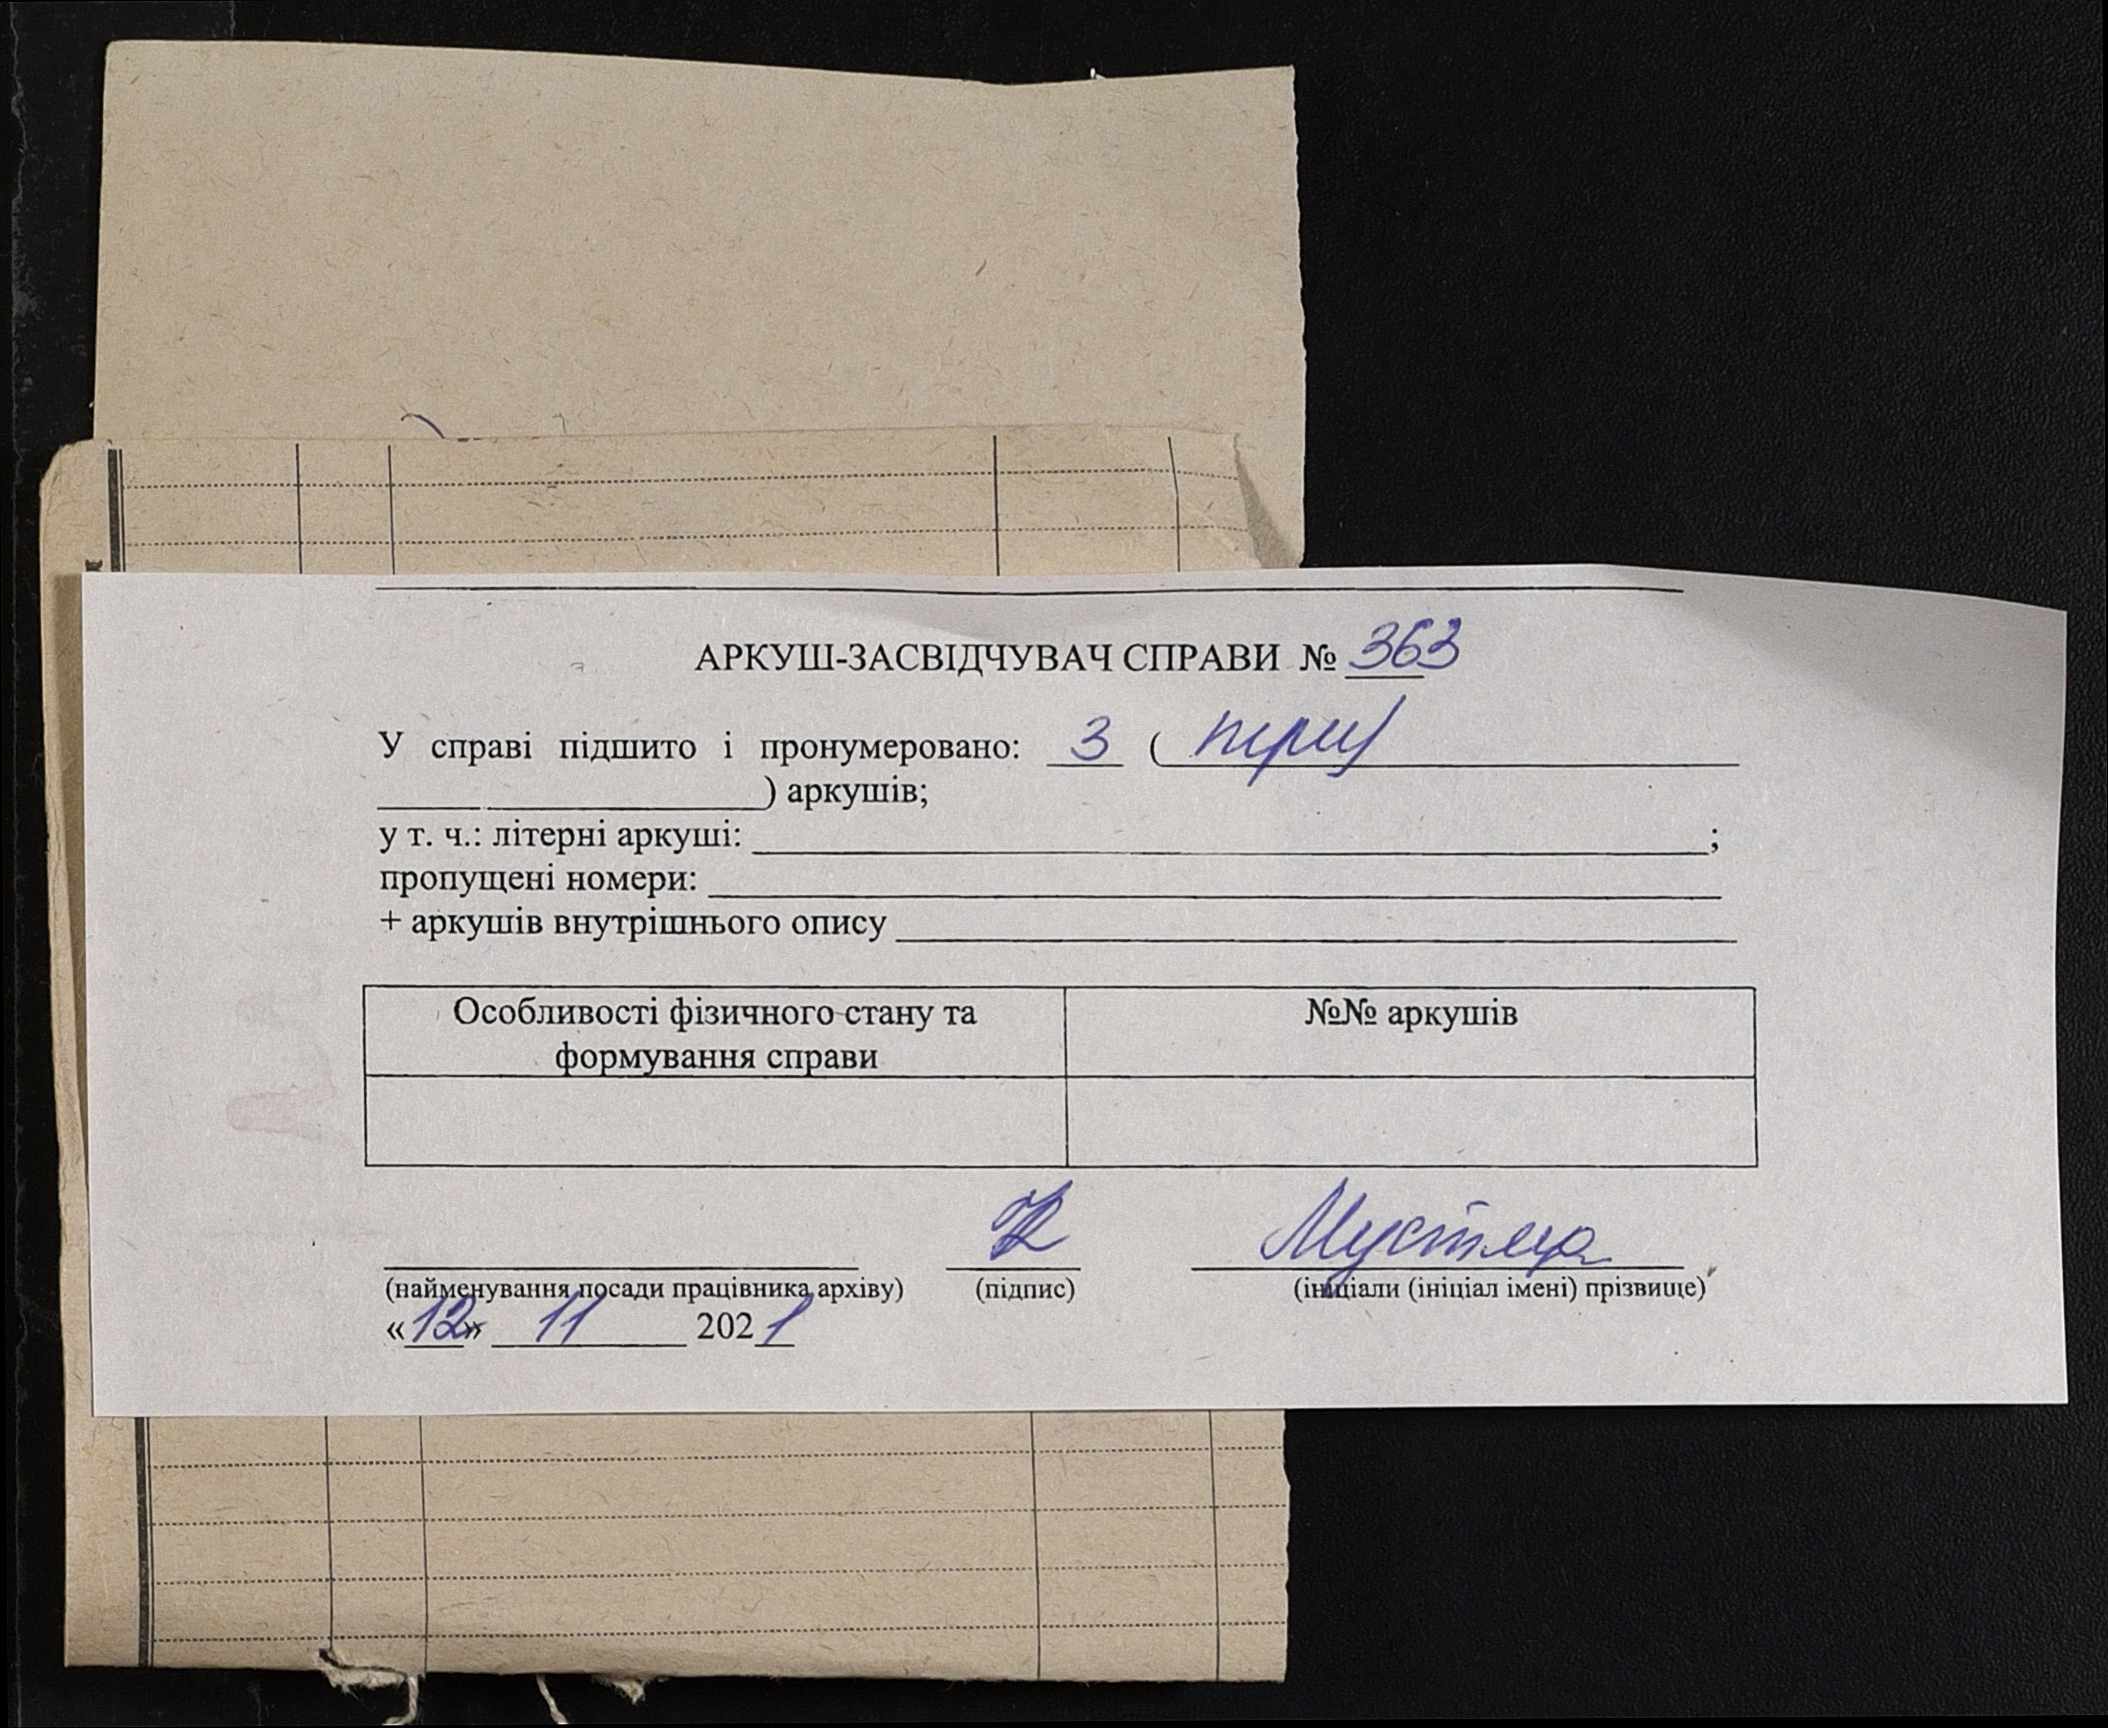 АРКУШ-ЗАСВІДЧУВАЧ СПРАВИ № 363
У справі підшито і пронумеровано: 3 (
) аркушів;
у т. ч.: літерні аркуші: ;
пропущені номери:
+ аркушів внутрішнього опису
Особливості фізичного стану та
формування справи
№№ аркушів
(найменування посади працівника архіву) (підпис) (ініціали (ініціал імені) прізвище)
«12» 11 2021